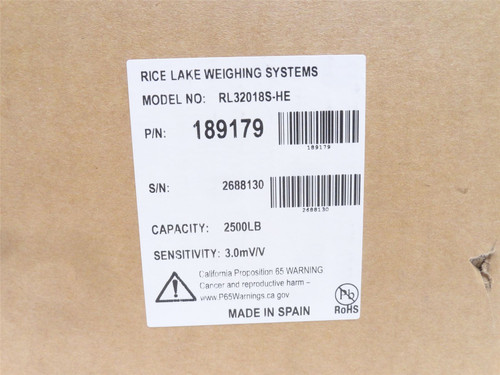 RICE LAKE WEIGHING SYSTEMS
MODEL NO: RL32018S-HE
P/N: 189179
189179
S/N: 2688130
2688130
CAPACITY: 2500LB
SENSITIVITY: 3.0mV/V
California Proposition 65 WARNING
Cancer and reproductive harm –
www.P65Warnings.ca.gov
Pb
RoHS
MADE IN SPAIN